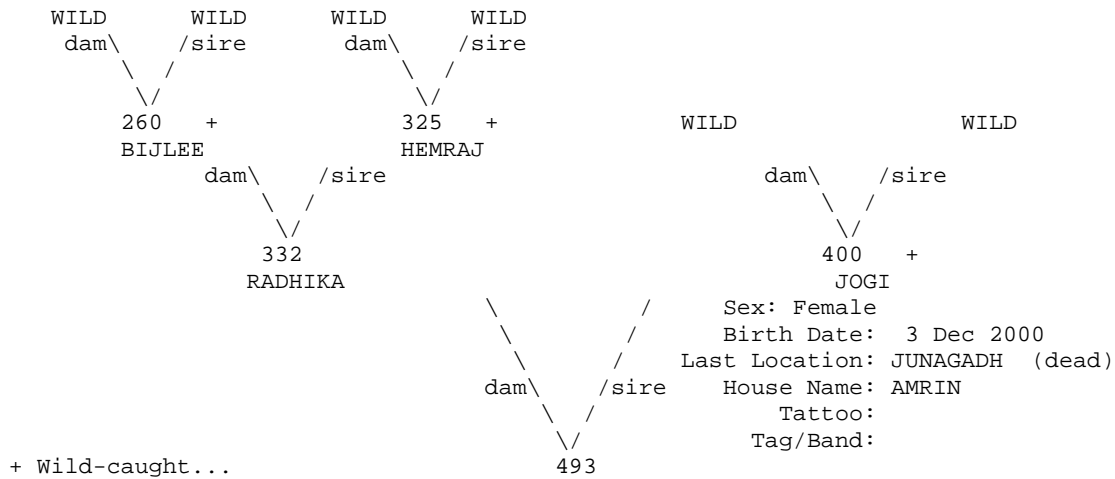 WILD WILD WILD WILD
dam\ /sire dam\ /sire
\ / \ /
\/ \/
260 + 325 + WILD WILD
BIJLEE HEMRAJ
dam\ /sire dam\ /sire
\ / \ /
\/ \/
332 400 +
RADHIKA JOGI
\ / Sex: Female
\ / Birth Date: 3 Dec 2000
\ / Last Location: JUNAGADH (dead)
dam\ /sire House Name: AMRIN
\ / Tattoo:
\/ Tag/Band:
+ Wild-caught... 493